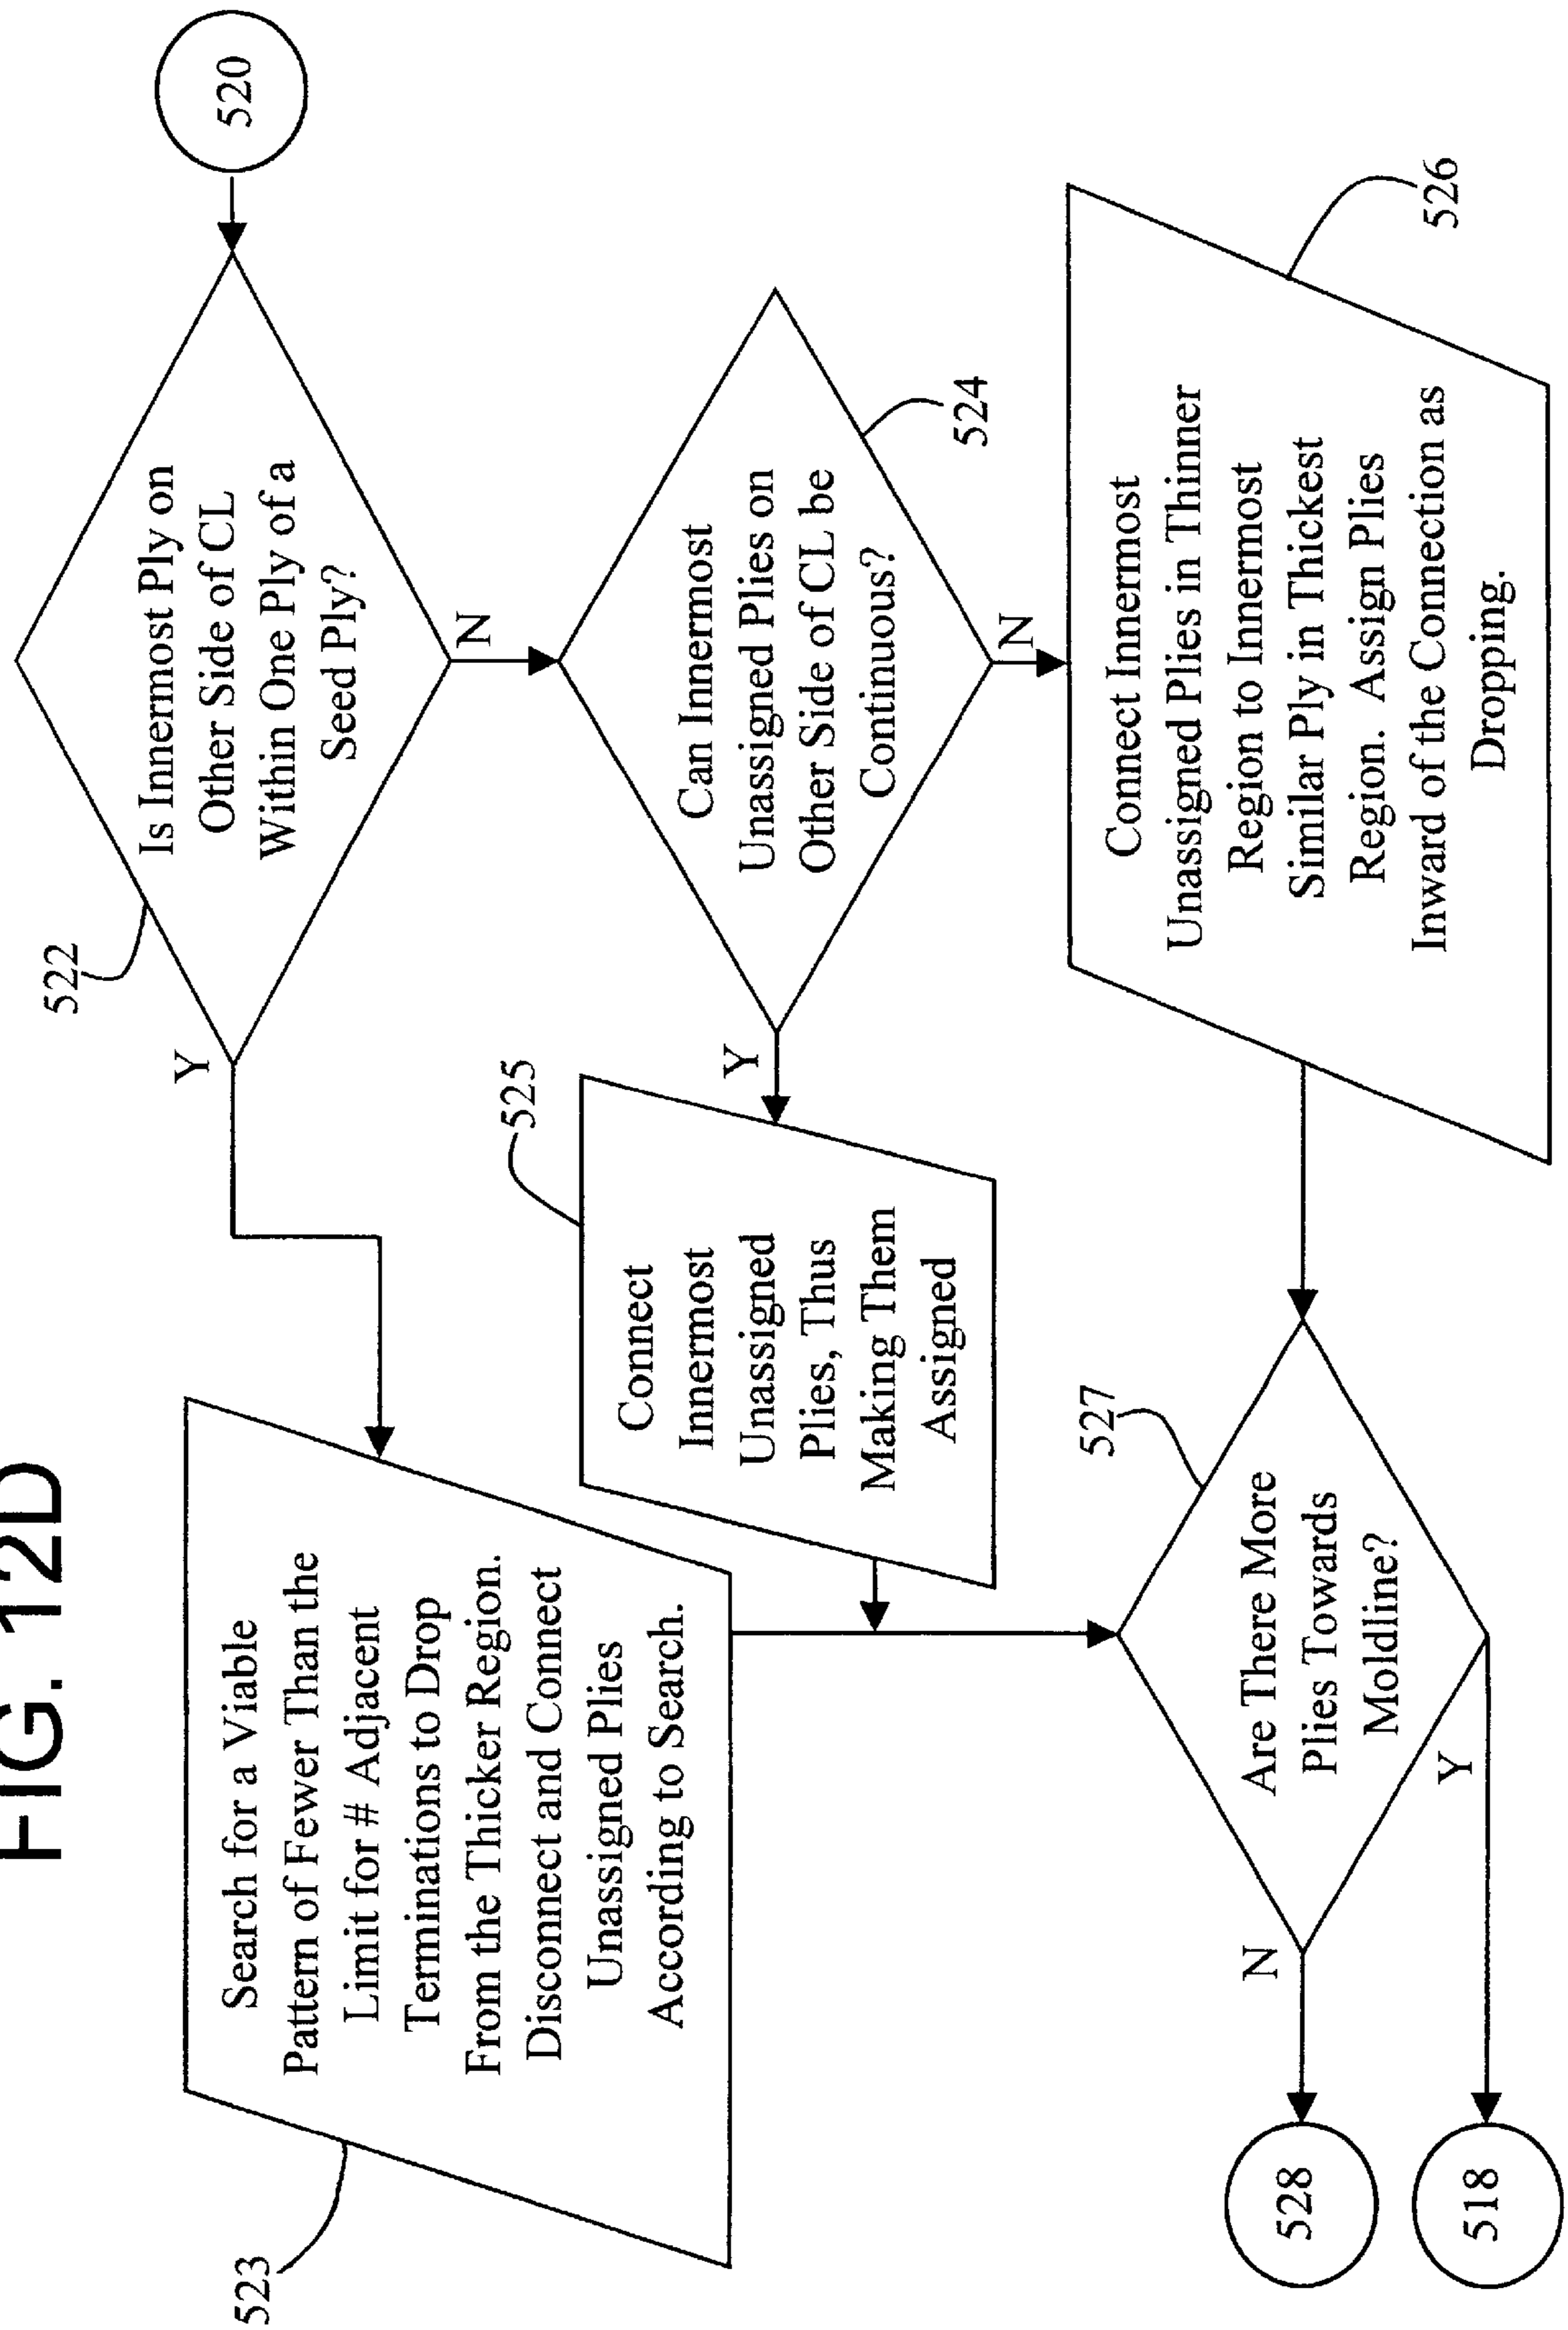 FIG. 12D
520
522
Is Innermost Ply on
Other Side of CL
Within One Ply of a
Seed Ply?
Y
N
523
Search for a Viable
Pattern of Fewer Than the
Limit for # Adjacent
Terminations to Drop
From the Thicker Region.
Disconnect and Connect
Unassigned Plies
According to Search.
524
Can Innermost
Unassigned Plies on
Other Side of CL be
Continuous?
Y
N
525
Connect
Innermost
Unassigned
Plies, Thus
Making Them
Assigned
526
Connect Innermost
Unassigned Plies in Thinner
Region to Innermost
Similar Ply in Thickest
Region. Assign Plies
Inward of the Connection as
Dropping.
527
Are There More
Plies Towards
Moldline?
N
Y
528
518